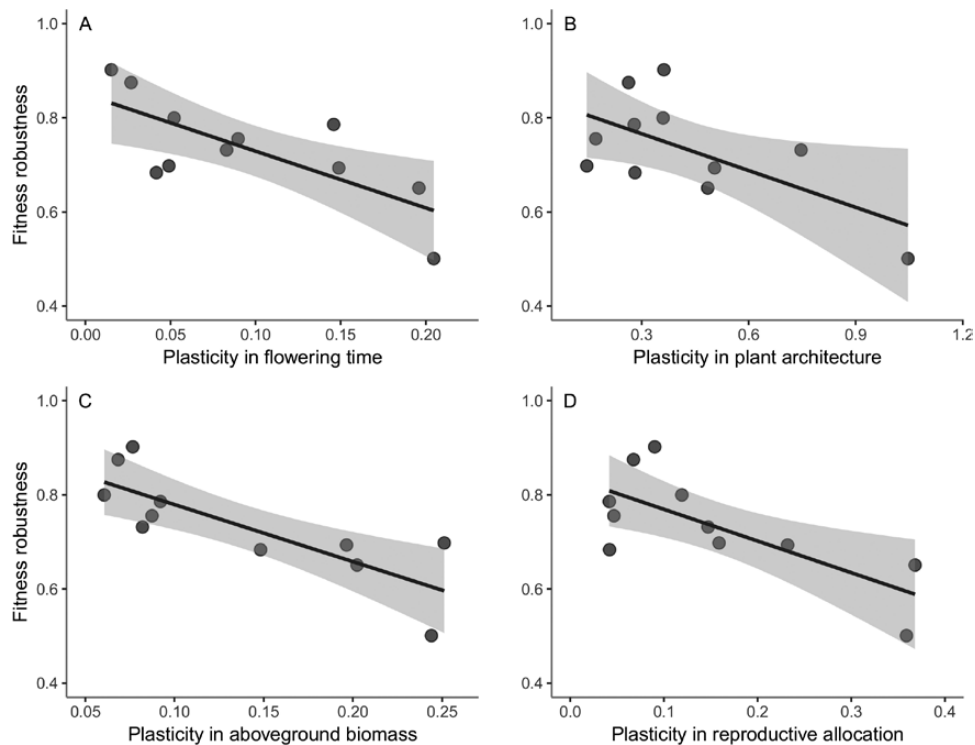 A
Fitness robustness
1.0
0.8
0.6
0.4
0.00 0.05 0.10 0.15 0.20
Plasticity in flowering time
B
1.0
0.8
0.6
0.4
0.3 0.6 0.9 1.2
Plasticity in plant architecture
C
Fitness robustness
1.0
0.8
0.6
0.4
0.05 0.10 0.15 0.20 0.25
Plasticity in aboveground biomass
D
1.0
0.8
0.6
0.4
0.0 0.1 0.2 0.3 0.4
Plasticity in reproductive allocation